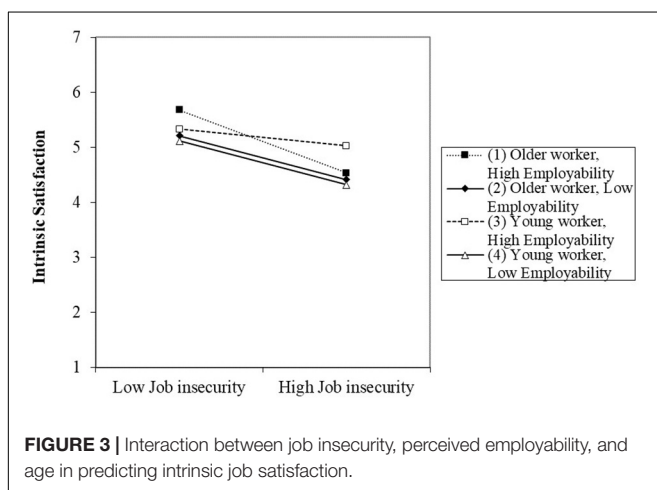 7
6
5
4
3
2
1
Intrinsic Satisfaction
Low Job insecurity
High Job insecurity
(1) Older worker,
High Employability
(2) Older worker, Low
Employability
(3) Young worker,
High Employability
(4) Young worker,
Low Employability
FIGURE 3 | Interaction between job insecurity, perceived employability, and
age in predicting intrinsic job satisfaction.